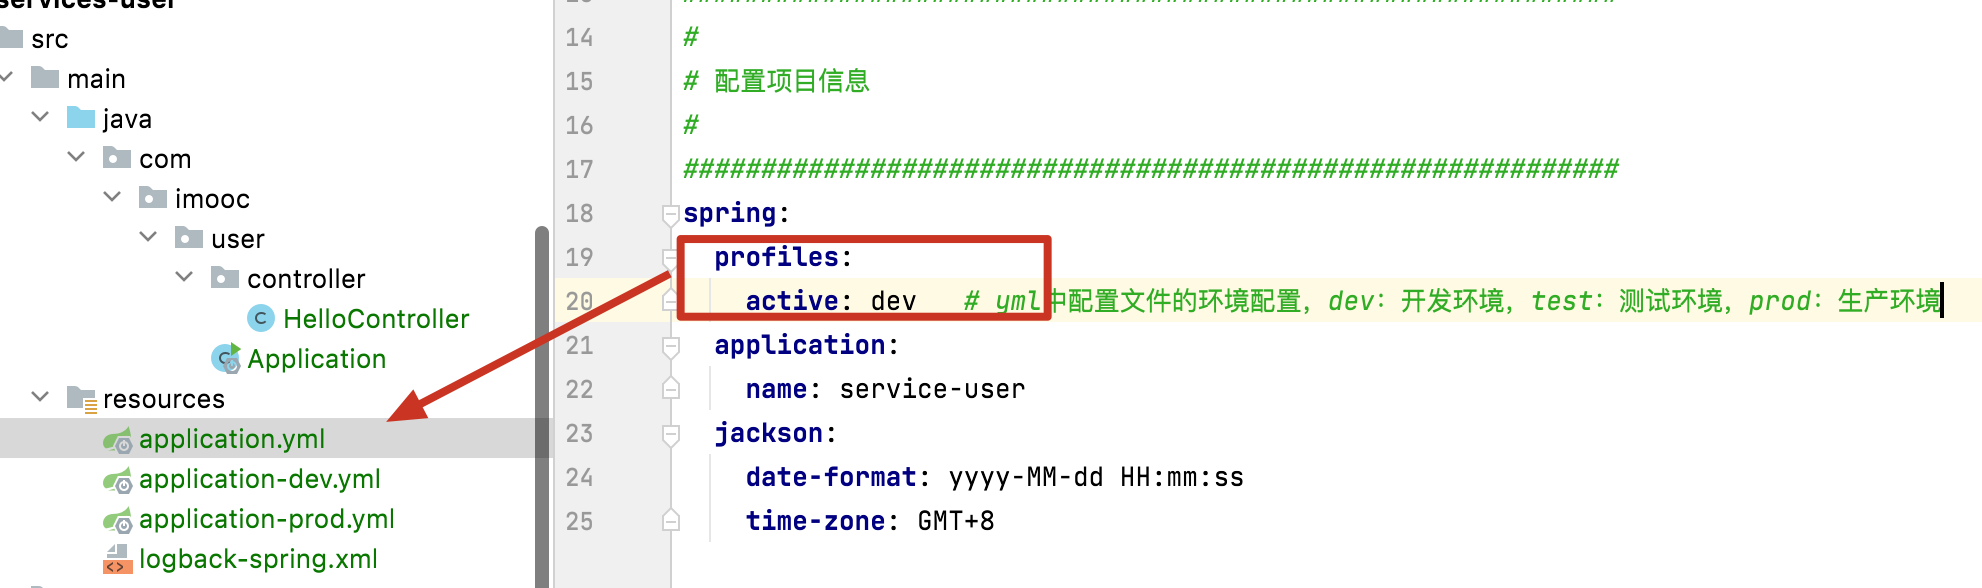 services-user
src
main
java
com
imooc
user
controller
HelloController
Application
resources
application.yml
application-dev.yml
application-prod.yml
logback-spring.xml
14 #
15 # 配置项目信息
16 #
17 ############################################################
18 spring:
19 profiles:
20 active: dev # yml中配置文件的环境配置，dev：开发环境，test：测试环境，prod：生产环境
21 application:
22 name: service-user
23 jackson:
24 date-format: yyyy-MM-dd HH:mm:ss
25 time-zone: GMT+8